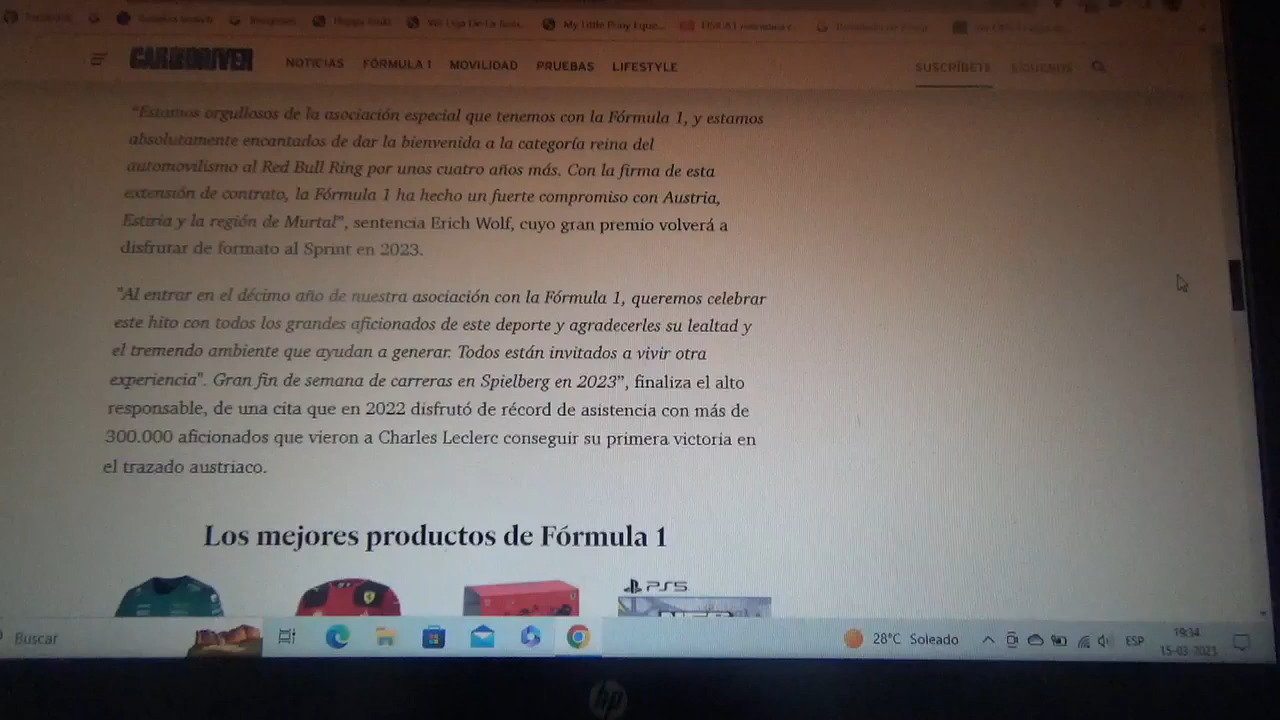 My Little Pony Eque...
CAR AND DRIVER
NOTICIAS FÓRMULA 1 MOVILIDAD PRUEBAS LIFESTYLE SUSCRÍBETE SÍGUENOS
"Estamos orgullosos de la asociación especial que tenemos con la Fórmula 1, y estamos
absolutamente encantados de dar la bienvenida a la categoría reina del
automovilismo al Red Bull Ring por unos cuatro años más. Con la firma de esta
extensión de contrato, la Fórmula 1 ha hecho un fuerte compromiso con Austria,
Estiria y la región de Murtal", sentencia Erich Wolf, cuyo gran premio volverá a
disfrutar de formato al Sprint en 2023.
"Al entrar en el décimo año de nuestra asociación con la Fórmula 1, queremos celebrar
este hito con todos los grandes aficionados de este deporte y agradecerles su lealtad y
el tremendo ambiente que ayudan a generar. Todos están invitados a vivir otra
experiencia". Gran fin de semana de carreras en Spielberg en 2023", finaliza el alto
responsable, de una cita que en 2022 disfrutó de récord de asistencia con más de
300.000 aficionados que vieron a Charles Leclerc conseguir su primera victoria en
el trazado austriaco.
Los mejores productos de Fórmula 1
PS5
Buscar 28°C Soleado ESP 19:34
15-03-2023
hp